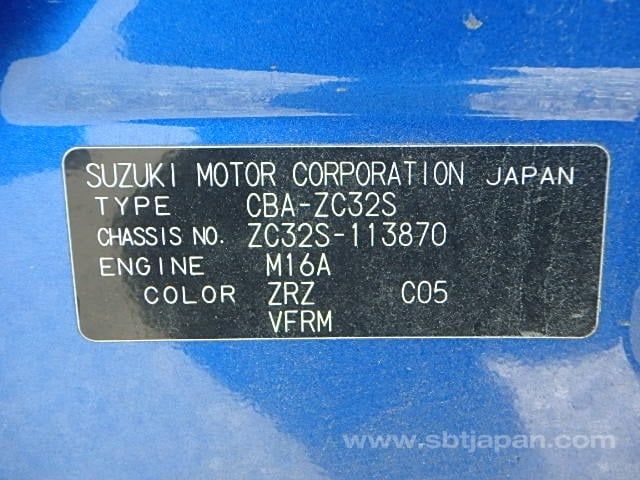 SUZUKI MOTOR CORPORATION JAPAN
TYPE CBA-ZC32S
CHASSIS NO. ZC32S-113870
ENGINE M16A
COLOR ZRZ C05
VFRM
www.sbtjapan.com